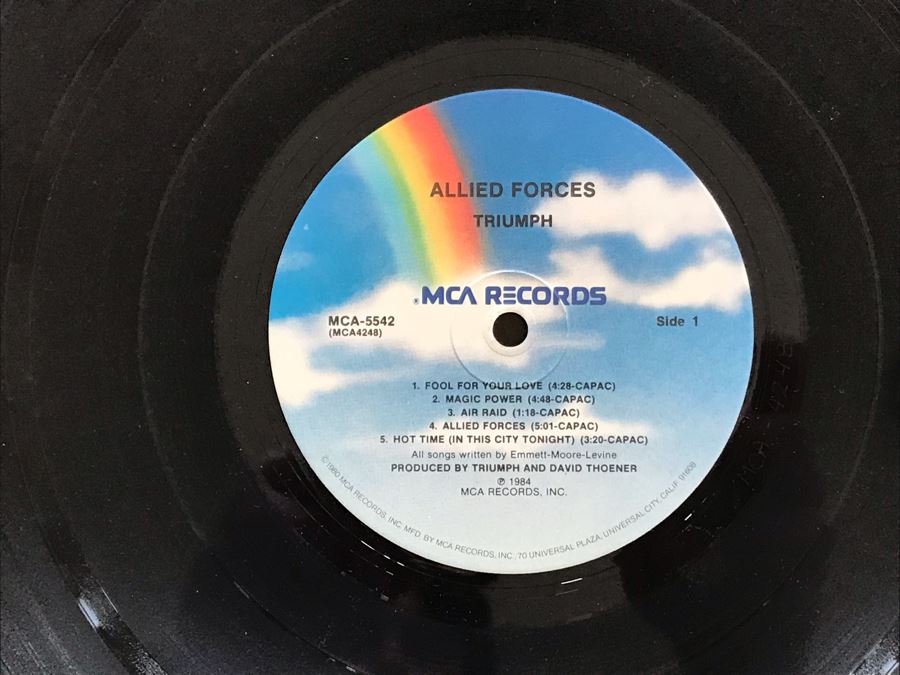 ALLIED FORCES
TRIUMPH
®MCA RECORDS
MCA-5542
(MCA4248)
Side 1
1. FOOL FOR YOUR LOVE (4:28-CAPAC)
2. MAGIC POWER (4:48-CAPAC)
3. AIR RAID (1:18-CAPAC)
4. ALLIED FORCES (5:01-CAPAC)
5. HOT TIME (IN THIS CITY TONIGHT) (3:20-CAPAC)
All songs written by Emmett-Moore-Levine
PRODUCED BY TRIUMPH AND DAVID THOENER
℗ 1984
MCA RECORDS, INC.
©1980 MCA RECORDS, INC. MFD. BY MCA RECORDS, INC., 70 UNIVERSAL PLAZA, UNIVERSAL CITY, CALIF. 91608